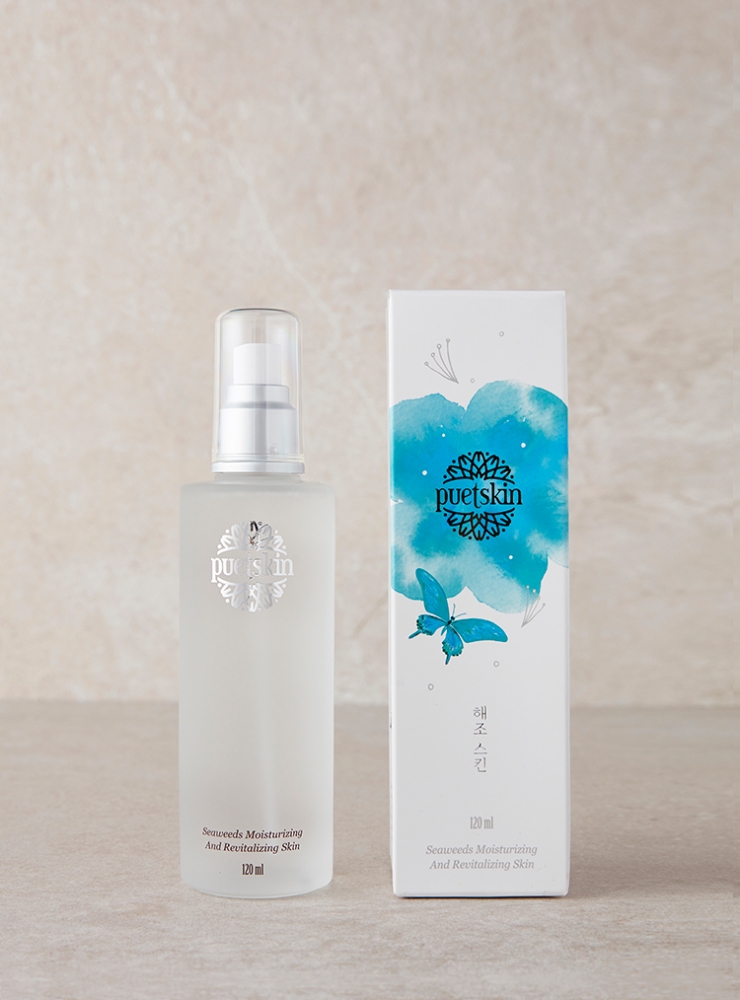 puetskin
Seaweeds Moisturizing
And Revitalizing Skin
120 ml
puetskin
해조 스킨
120 ml
Seaweeds Moisturizing
And Revitalizing Skin